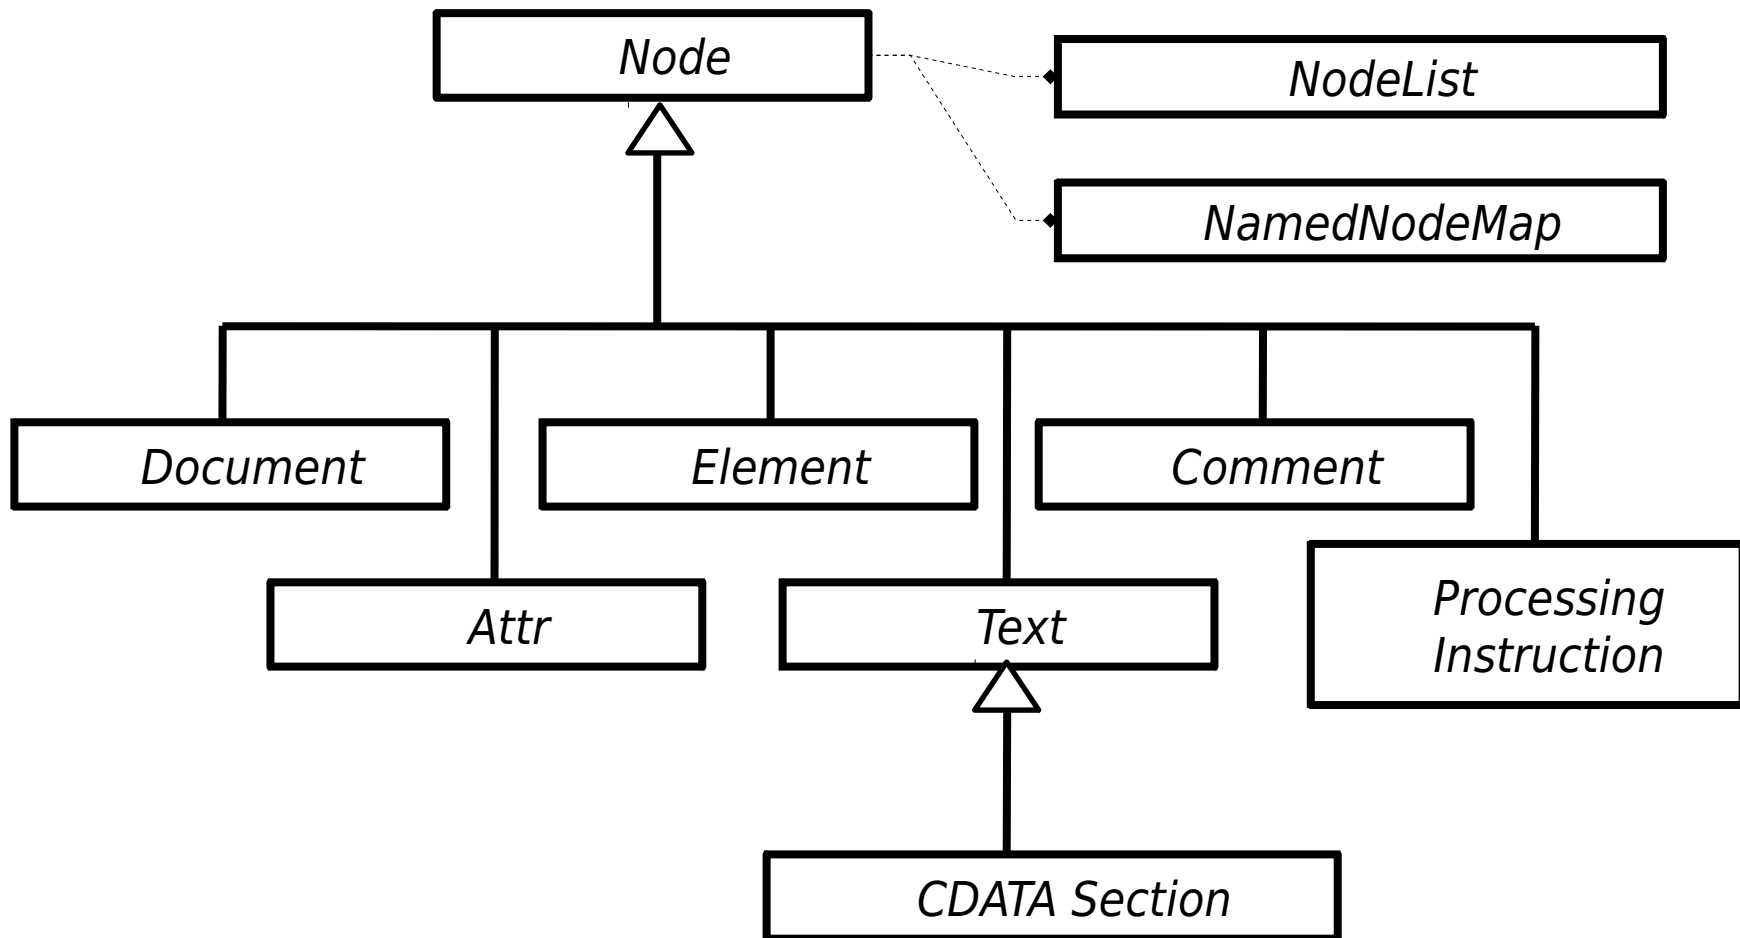 Node
NodeList
NamedNodeMap
Document
Element
Comment
Attr
Text
Processing
Instruction
CDATA Section